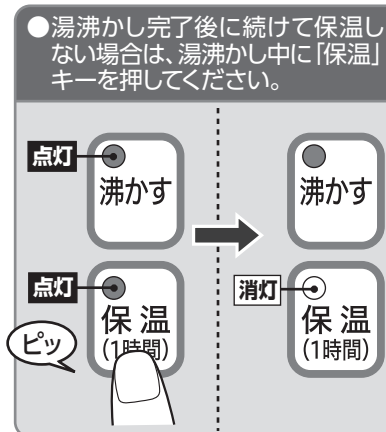 ●湯沸かし完了後に続けて保温し
ない場合は、湯沸かし中に「保温」
キーを押してください。
点灯
沸かす
沸かす
点灯
保温
(1時間)
ピッ
消灯
保温
(1時間)